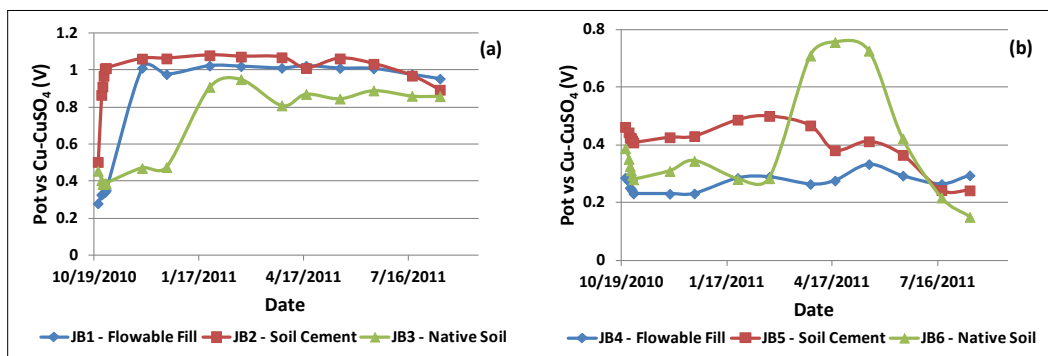 (a)
Pot vs Cu-CuSO4 (V)
1.2
1
0.8
0.6
0.4
0.2
0
10/19/2010 1/17/2011 4/17/2011 7/16/2011
Date
JB1 - Flowable Fill JB2 - Soil Cement JB3 - Native Soil
(b)
Pot vs Cu-CuSO4 (V)
0.8
0.6
0.4
0.2
0
10/19/2010 1/17/2011 4/17/2011 7/16/2011
Date
JB4 - Flowable Fill JB5 - Soil Cement JB6 - Native Soil